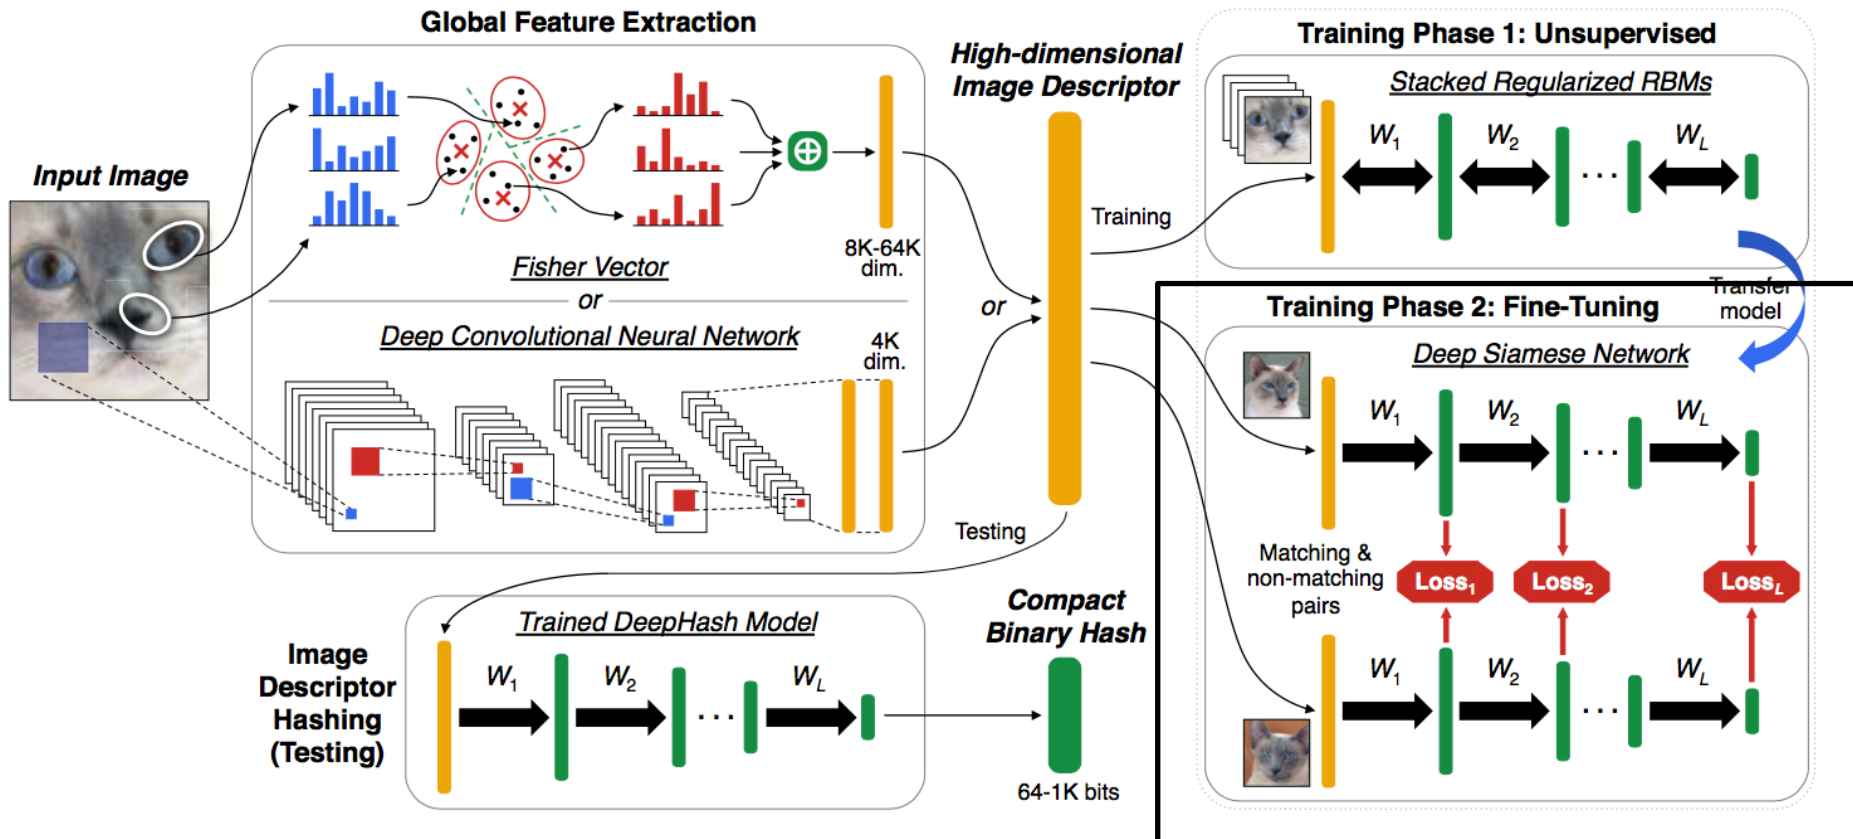 Global Feature Extraction
Input Image
Fisher Vector
8K-64K
dim.
or
Deep Convolutional Neural Network
4K
dim.
High-dimensional
Image Descriptor
or
Training
Testing
Training Phase 1: Unsupervised
Stacked Regularized RBMs
W1
W2
...
WL
Transfer
model
Training Phase 2: Fine-Tuning
Deep Siamese Network
W1
W2
...
WL
Matching &
non-matching
pairs
Loss1
Loss2
LossL
W1
W2
...
WL
Image
Descriptor
Hashing
(Testing)
Trained DeepHash Model
W1
W2
...
WL
Compact
Binary Hash
64-1K bits